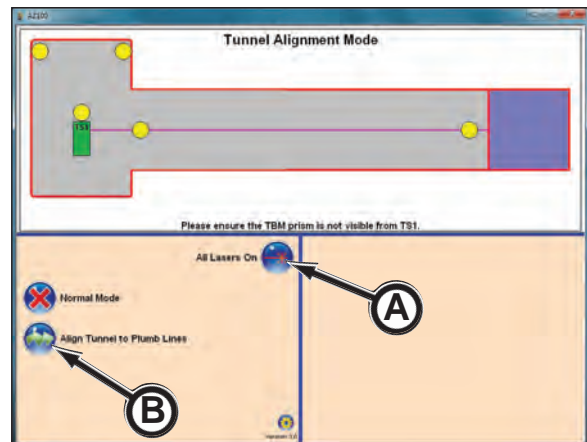 AZ100
Tunnel Alignment Mode
TS1
Please ensure the TBM prism is not visible from TS1.
All Lasers On
A
Normal Mode
Align Tunnel to Plumb Lines
B